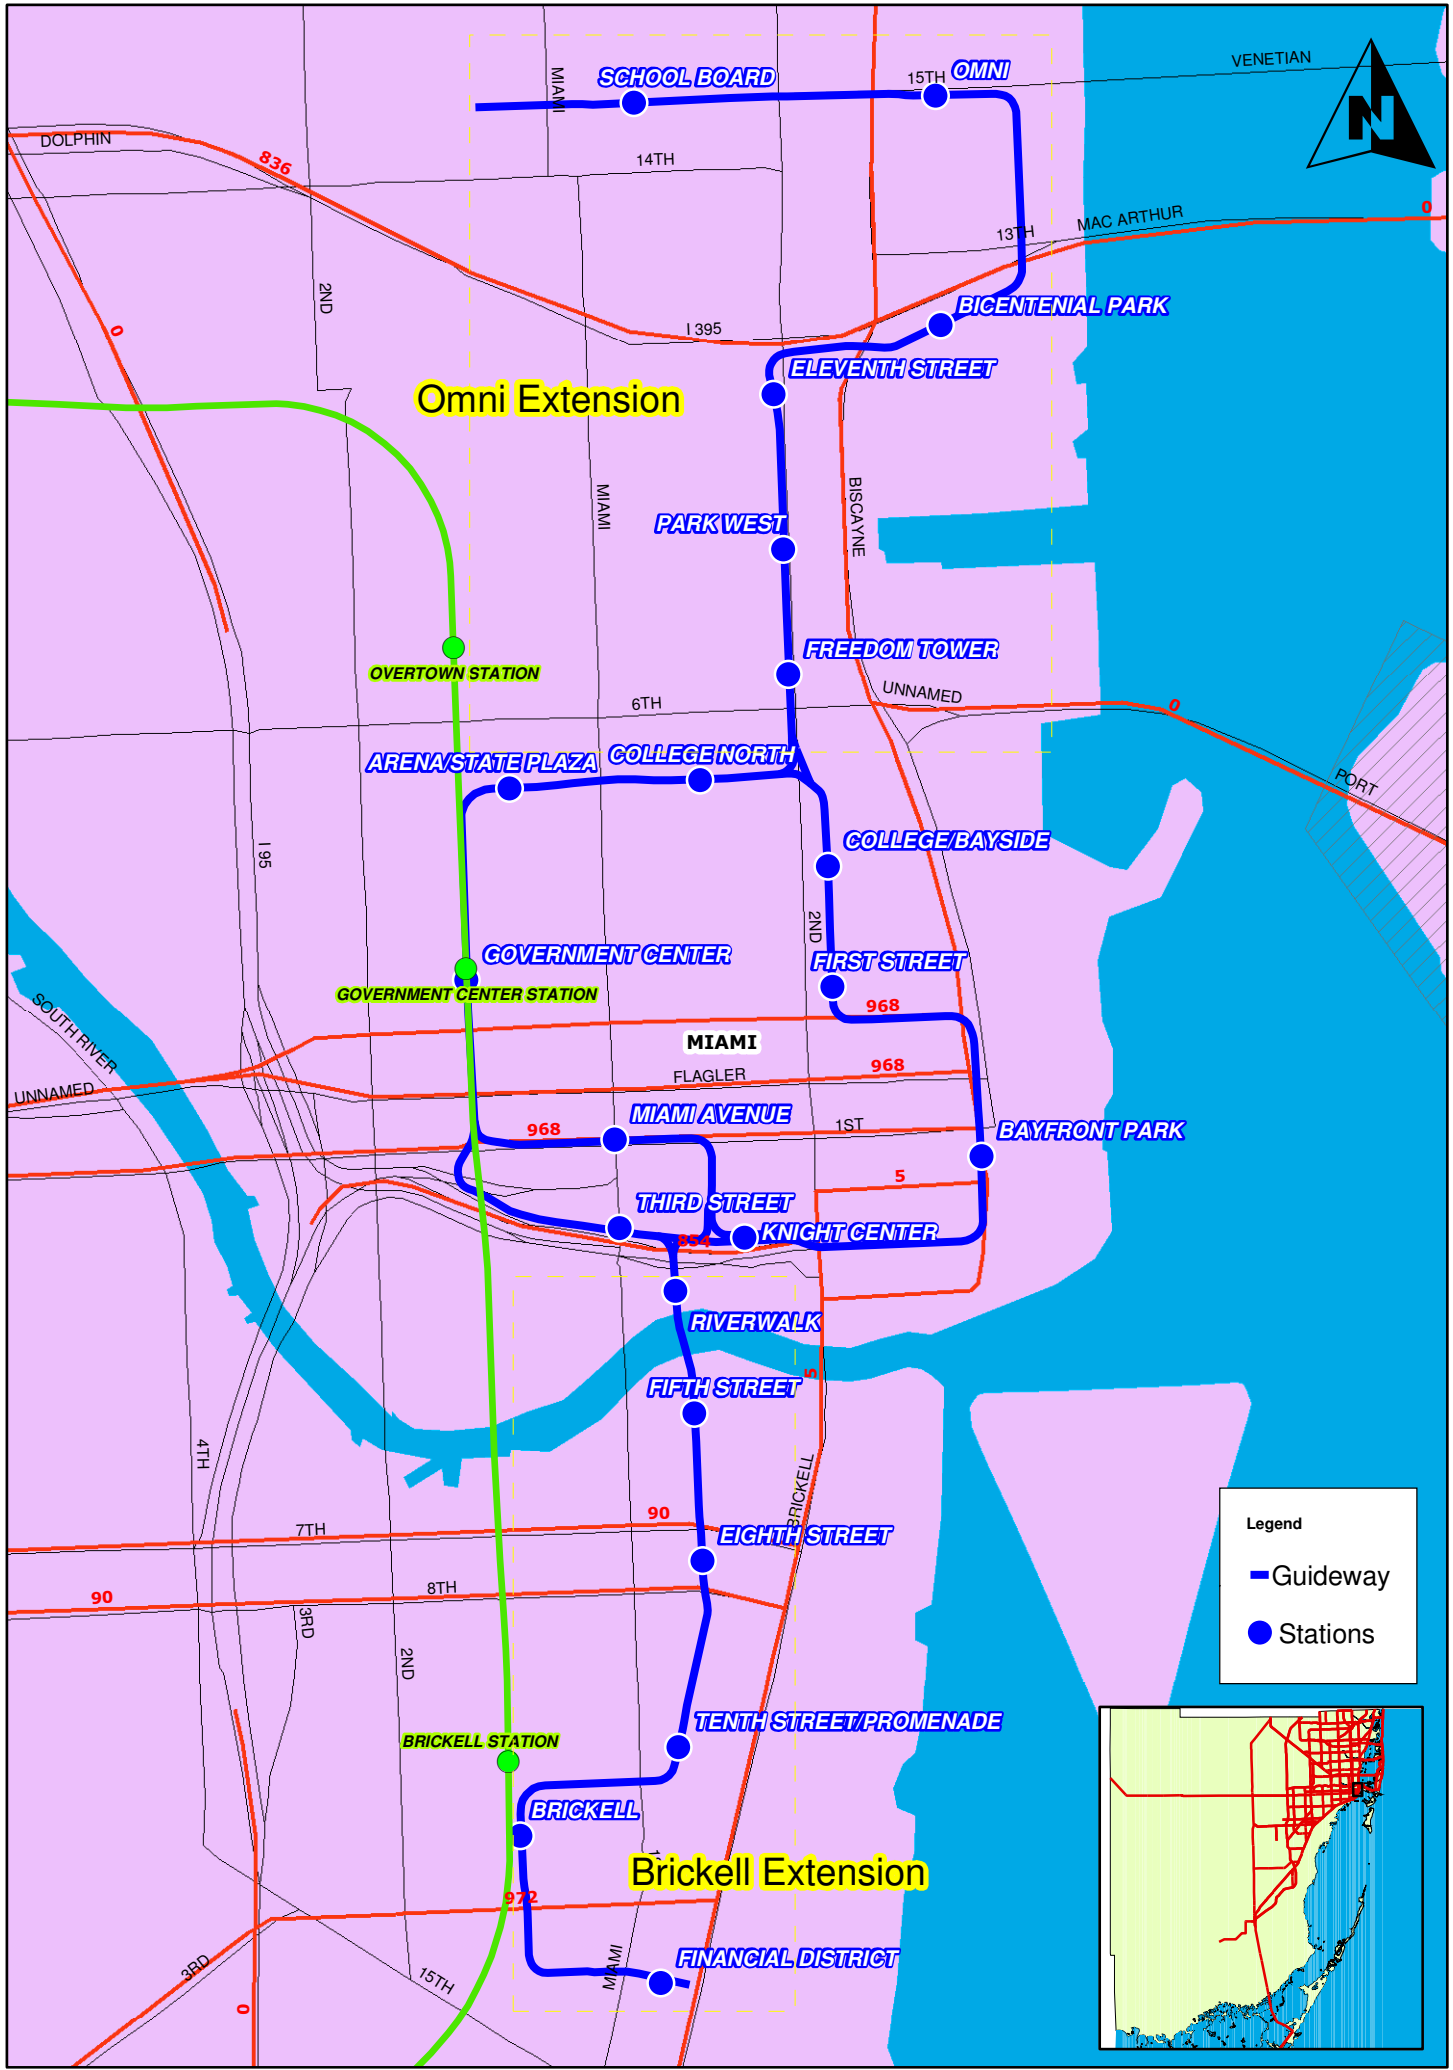 VENETIAN
OMNI
SCHOOL BOARD
15TH
MIAMI
N
DOLPHIN
836
14TH
0
MAC ARTHUR
13TH
2ND
BICENTENIAL PARK
0
I 395
ELEVENTH STREET
Omni Extension
MIAMI
BISCAYNE
PARK WEST
FREEDOM TOWER
OVERTOWN STATION
UNNAMED
6TH
0
COLLEGE NORTH
ARENA/STATE PLAZA
PORT
COLLEGE/BAYSIDE
I 95
2ND
GOVERNMENT CENTER
FIRST STREET
GOVERNMENT CENTER STATION
968
SOUTH RIVER
MIAMI
968
FLAGLER
UNNAMED
MIAMI AVENUE
968
1ST
BAYFRONT PARK
5
THIRD STREET
KNIGHT CENTER
854
RIVERWALK
5
FIFTH STREET
4TH
BRICKELL
90
7TH
EIGHTH STREET
Legend
Guideway
Stations
8TH
90
3RD
2ND
TENTH STREET/PROMENADE
BRICKELL STATION
BRICKELL
Brickell Extension
972
FINANCIAL DISTRICT
MIAMI
3RD
15TH
0